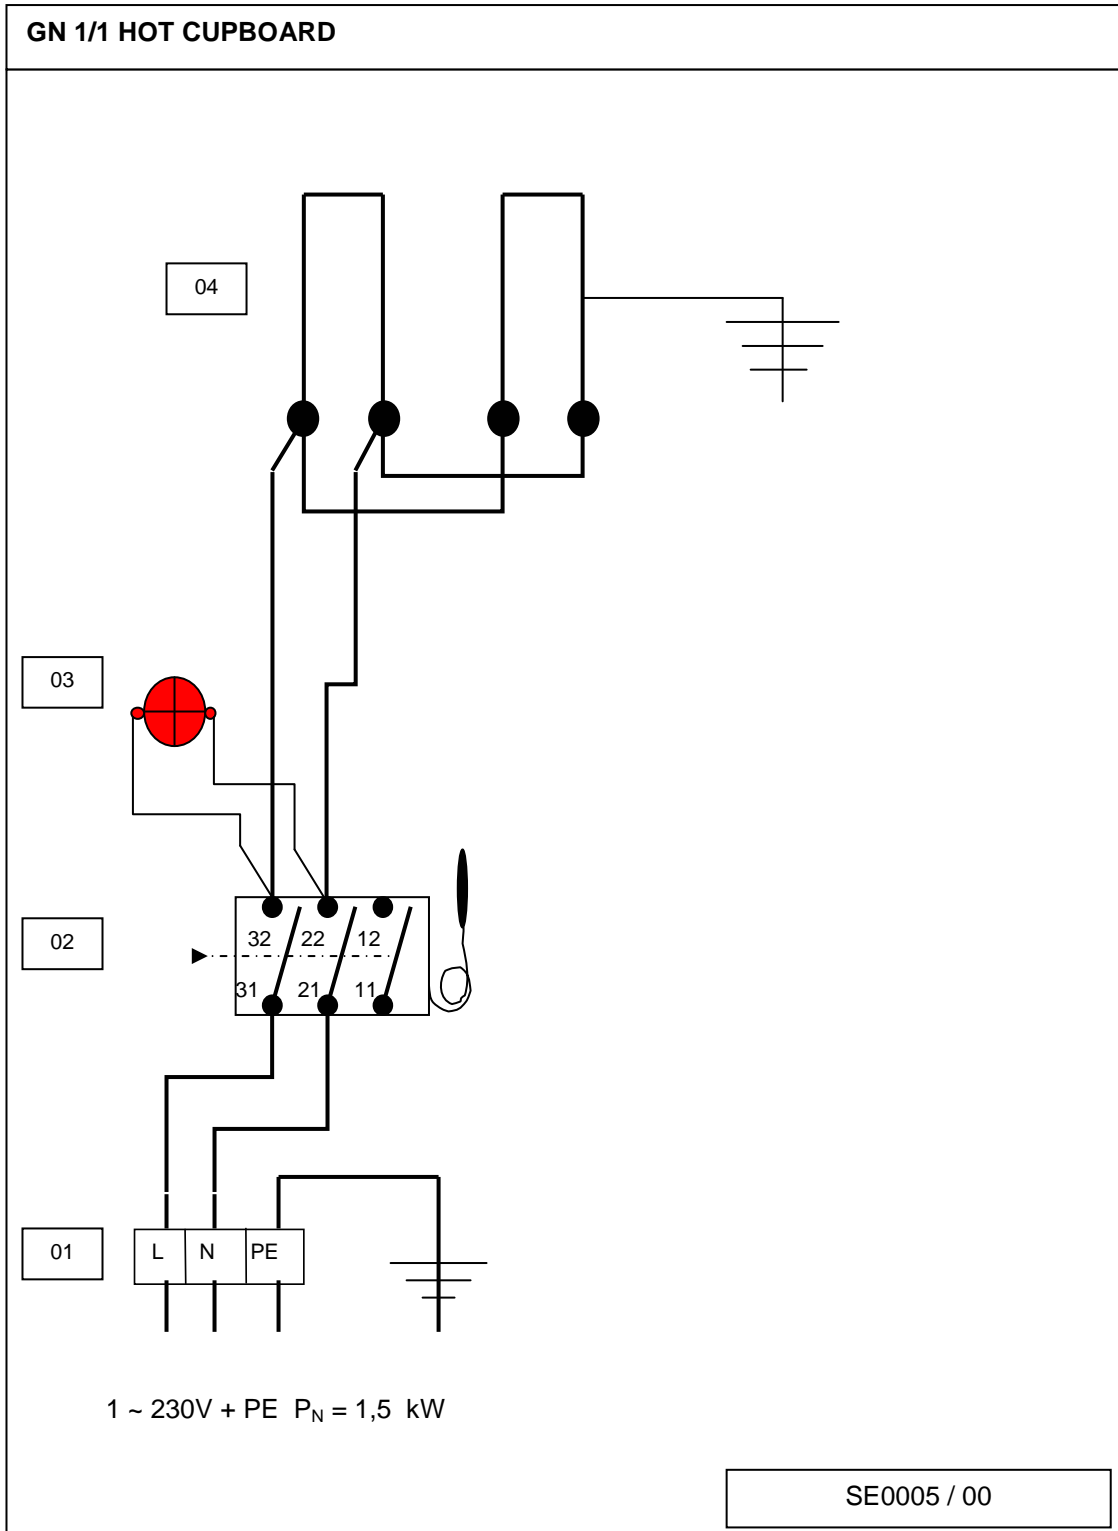 GN 1/1 HOT CUPBOARD
04
03
02
32 22 12
31 21 11
01
L N PE
1 ~ 230V + PE P_N = 1,5 kW
SE0005 / 00